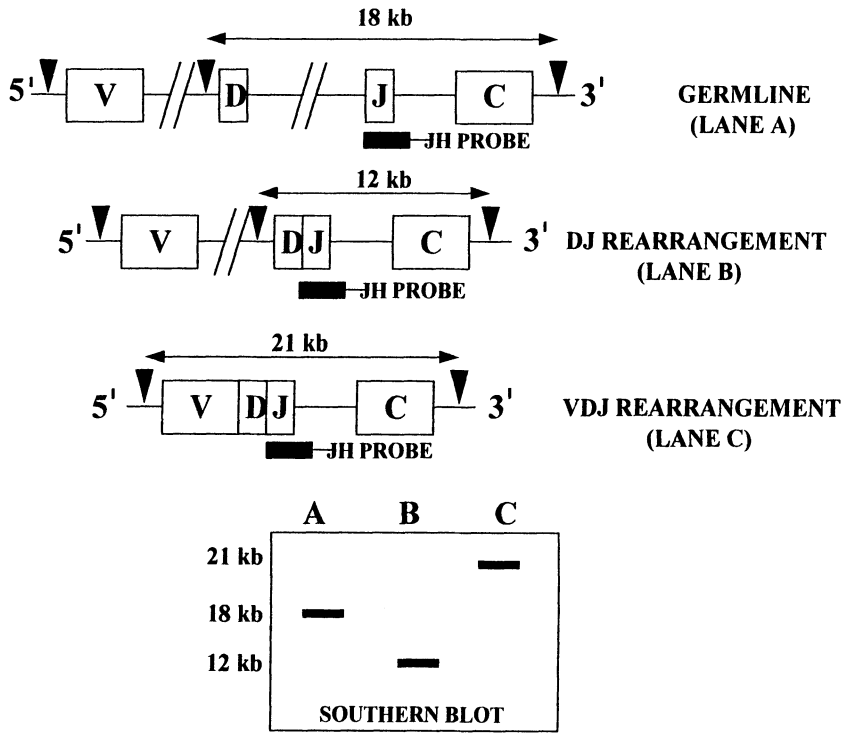 18 kb
5' V D J C 3' GERMLINE
(LANE A)
JH PROBE
12 kb
5' V D J C 3' DJ REARRANGEMENT
(LANE B)
JH PROBE
21 kb
5' V D J C 3' VDJ REARRANGEMENT
(LANE C)
JH PROBE
A B C
21 kb
18 kb
12 kb
SOUTHERN BLOT